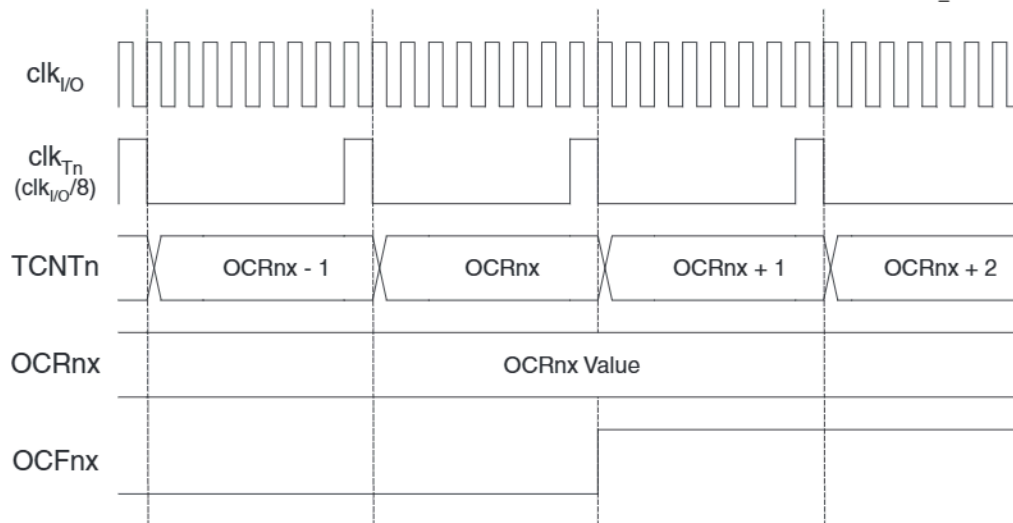 clkI/O
clkTn
(clkI/O/8)
TCNTn
OCRnx - 1
OCRnx
OCRnx + 1
OCRnx + 2
OCRnx
OCRnx Value
OCFnx